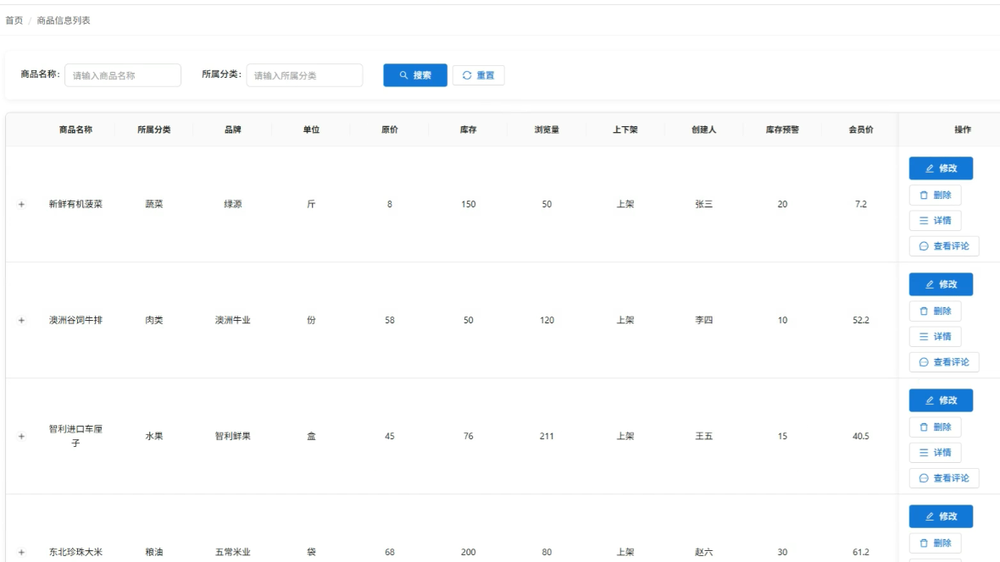 首页 / 商品信息列表
商品名称: 请输入商品名称 所属分类: 请输入所属分类 搜索 重置
商品名称 所属分类 品牌 单位 原价 库存 浏览量 上下架 创建人 库存预警 会员价 操作
新鲜有机菠菜 蔬菜 绿源 斤 8 150 50 上架 张三 20 7.2
修改
删除
详情
查看评论
澳洲谷饲牛排 肉类 澳洲牛业 份 58 50 120 上架 李四 10 52.2
修改
删除
详情
查看评论
智利进口车厘
子
水果 智利鲜果 盒 45 76 211 上架 王五 15 40.5
修改
删除
详情
查看评论
东北珍珠大米 粮油 五常米业 袋 68 200 80 上架 赵六 30 61.2
修改
删除